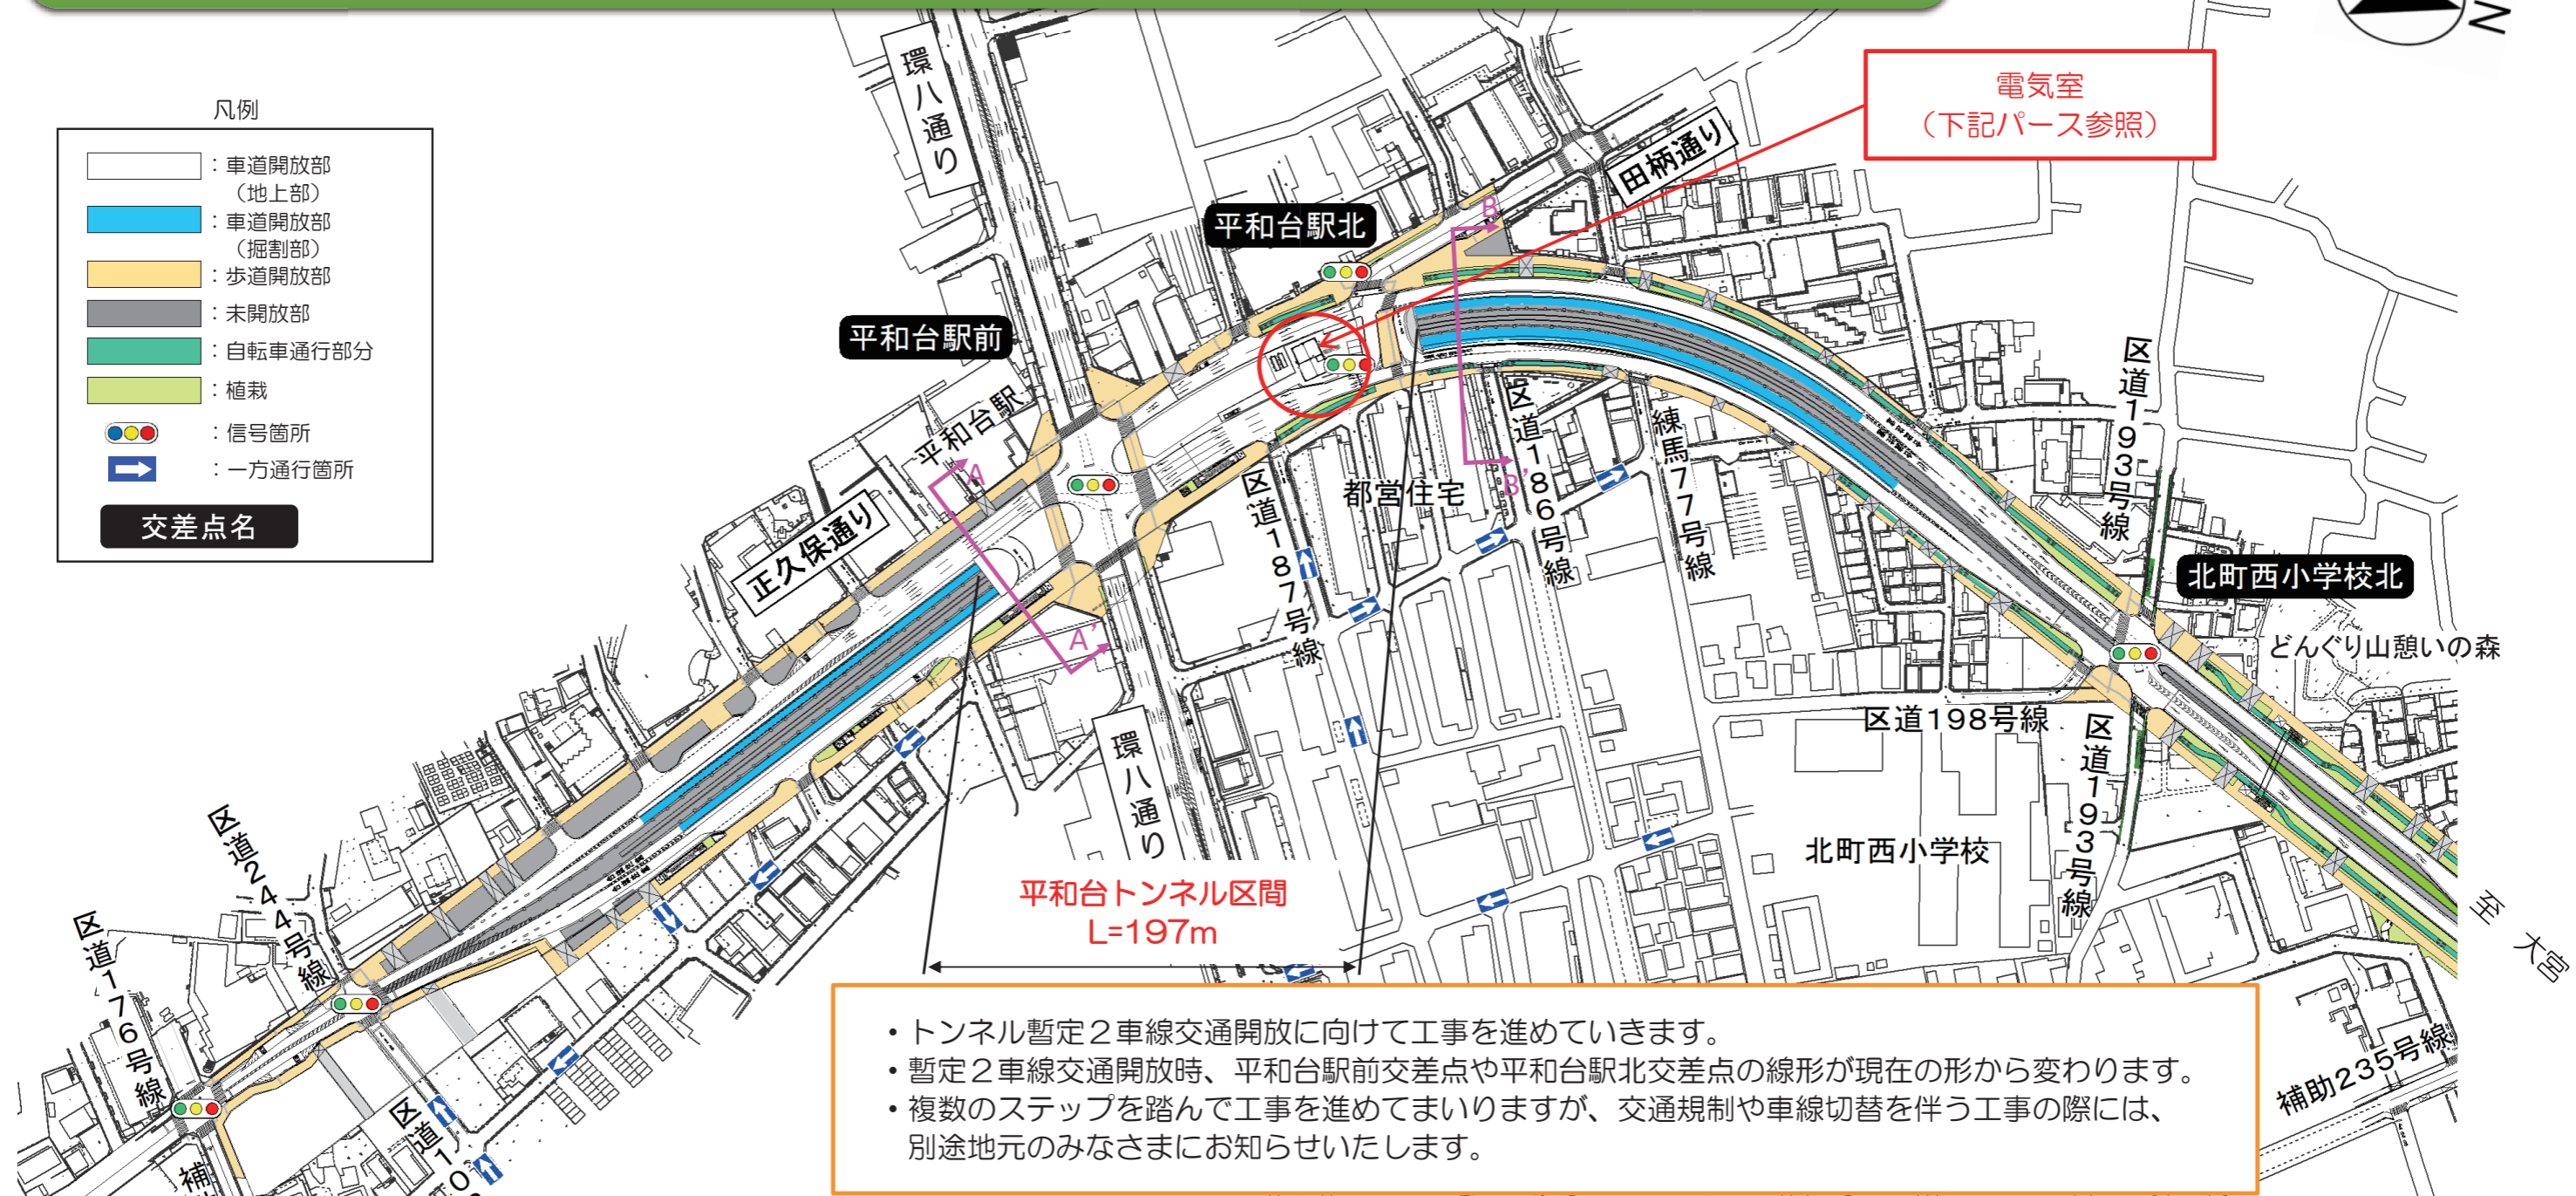 凡例
：車道開放部
（地上部）
：車道開放部
（掘割部）
：歩道開放部
：未開放部
：自転車通行部分
：植栽
：信号箇所
：一方通行箇所
交差点名
N
環八通り
電気室
（下記パース参照）
田柄通り
平和台駅北
B
平和台駅前
平和台駅
A
正久保通り
A'
B'
区道187号線
都営住宅
区道186号線
練馬77号線
区道193号線
北町西小学校北
どんぐり山憩いの森
区道198号線
区道193号線
北町西小学校
環八通り
区道244号線
区道176号線
平和台トンネル区間
L=197m
至 大宮
補助235号線
・トンネル暫定２車線交通開放に向けて工事を進めていきます。
・暫定２車線交通開放時、平和台駅前交差点や平和台駅北交差点の線形が現在の形から変わります。
・複数のステップを踏んで工事を進めてまいりますが、交通規制や車線切替を伴う工事の際には、
別途地元のみなさまにお知らせいたします。
区道10
補